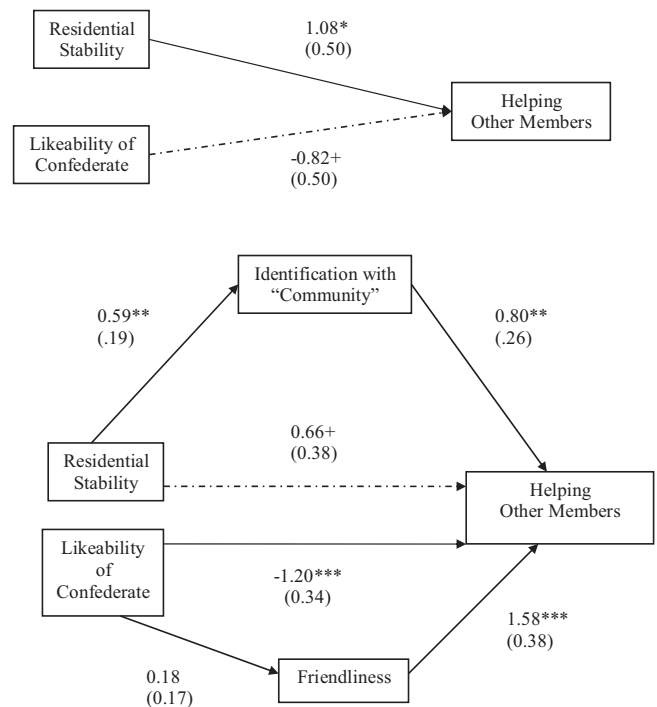 Residential
Stability
1.08*
(0.50)
Helping
Other Members
Likeability of
Confederate
-0.82+
(0.50)
Identification with
“Community”
0.59**
(.19)
0.80**
(.26)
Residential
Stability
0.66+
(0.38)
Helping
Other Members
Likeability
of
Confederate
-1.20***
(0.34)
1.58***
(0.38)
0.18
(0.17)
Friendliness